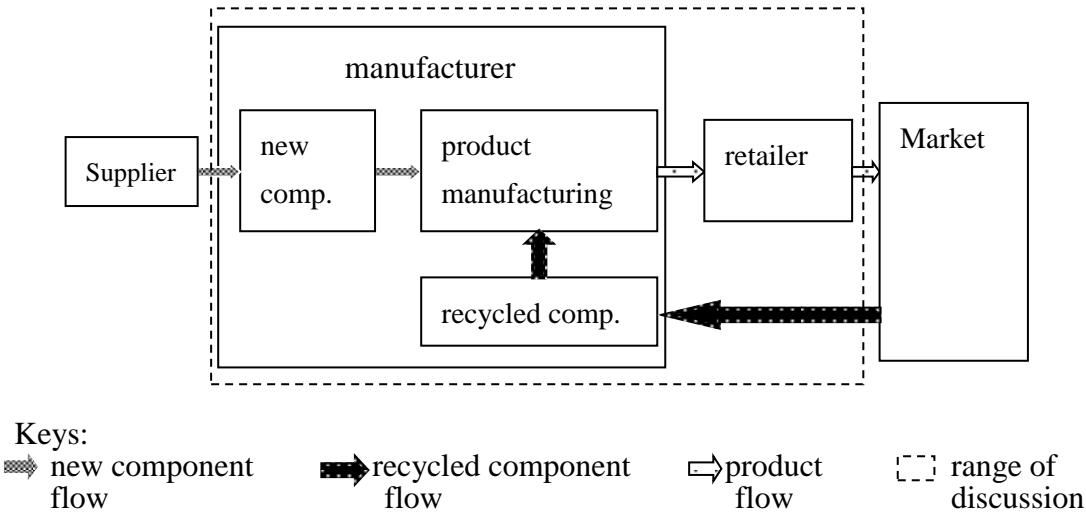 manufacturer
Supplier
new
comp.
product
manufacturing
retailer
Market
recycled comp.
Keys:
new component
flow
recycled component
flow
product
flow
range of
discussion